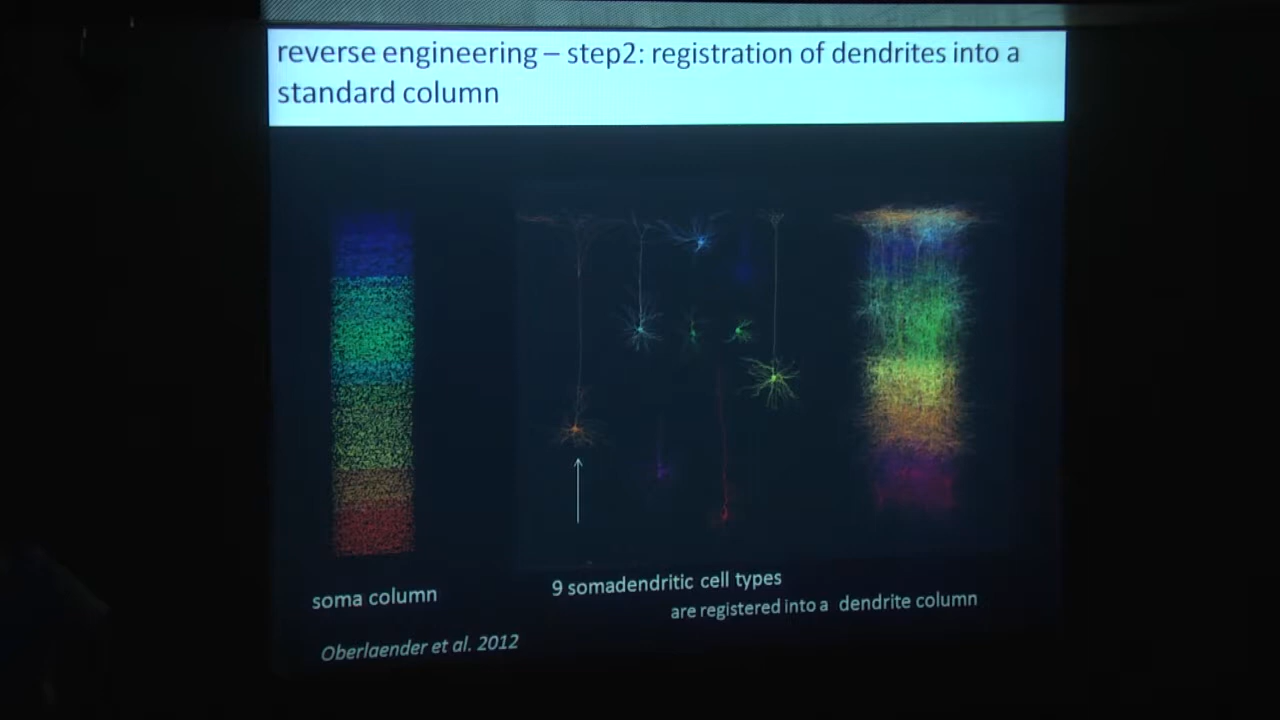 reverse engineering – step2: registration of dendrites into a
standard column
soma column
9 somadendritic cell types
are registered into a dendrite column
Oberlaender et al. 2012